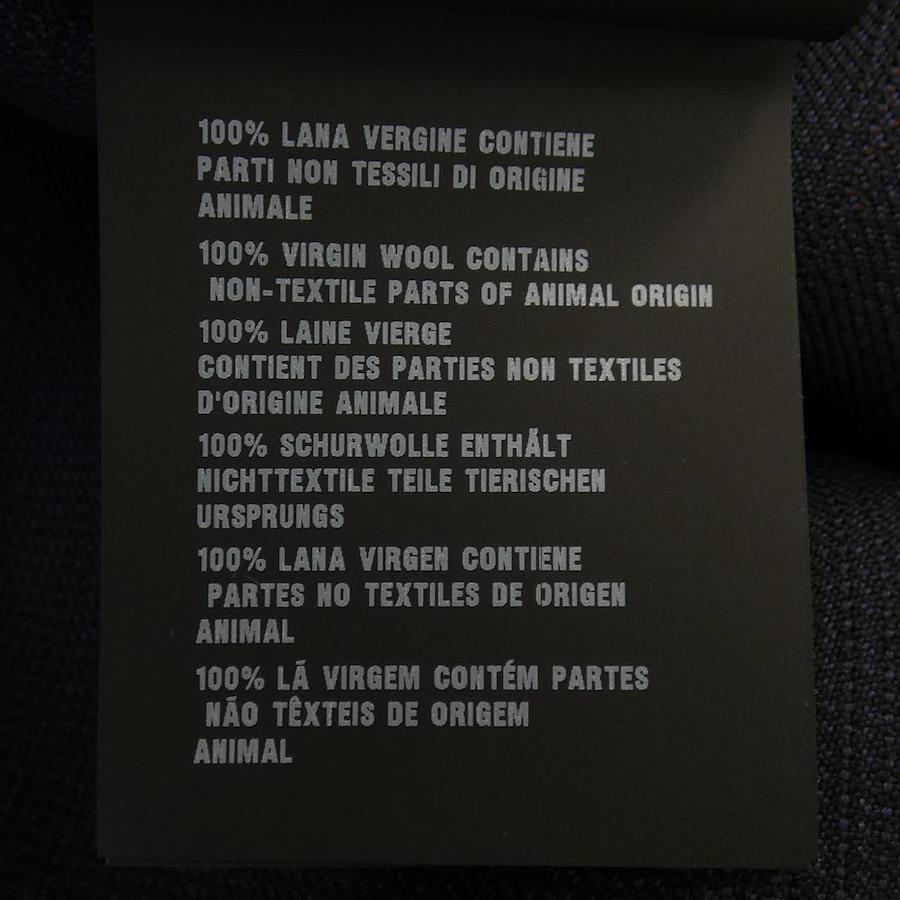 100% LANA VERGINE CONTIENE
PARTI NON TESSILI DI ORIGINE
ANIMALE
100% VIRGIN WOOL CONTAINS
NON-TEXTILE PARTS OF ANIMAL ORIGIN
100% LAINE VIERGE
CONTIENT DES PARTIES NON TEXTILES
D'ORIGINE ANIMALE
100% SCHURWOLLE ENTHÄLT
NICHTTEXTILE TEILE TIERISCHEN
URSPRUNGS
100% LANA VIRGEN CONTIENE
PARTES NO TEXTILES DE ORIGEN
ANIMAL
100% LÃ VIRGEM CONTÉM PARTES
NÃO TÊXTEIS DE ORIGEM
ANIMAL